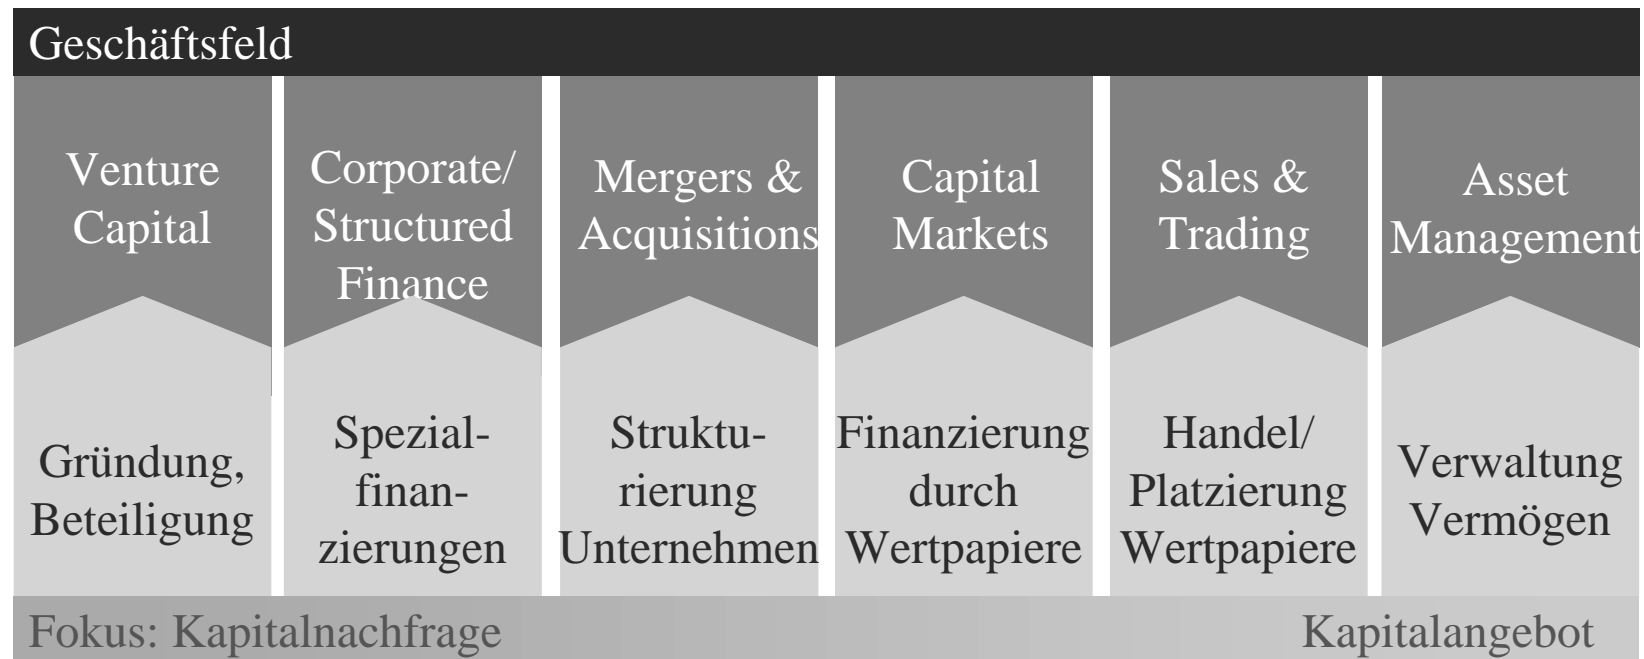 Geschäftsfeld
Venture
Capital
Corporate/
Structured
Finance
Mergers &
Acquisitions
Capital
Markets
Sales &
Trading
Asset
Management
Gründung,
Beteiligung
Spezial-
finan-
zierungen
Struktu-
rierung
Unternehmen
Finanzierung
durch
Wertpapiere
Handel/
Platzierung
Wertpapiere
Verwaltung
Vermögen
Fokus: Kapitalnachfrage
Kapitalangebot